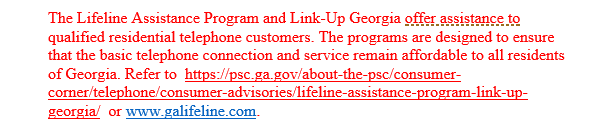 The Lifeline Assistance Program and Link-Up Georgia offer assistance to
qualified residential telephone customers. The programs are designed to ensure
that the basic telephone connection and service remain affordable to all residents
of Georgia. Refer to  https://psc.ga.gov/about-the-psc/consumer-
corner/telephone/consumer-advisories/lifeline-assistance-program-link-up-
georgia/  or www.galifeline.com.